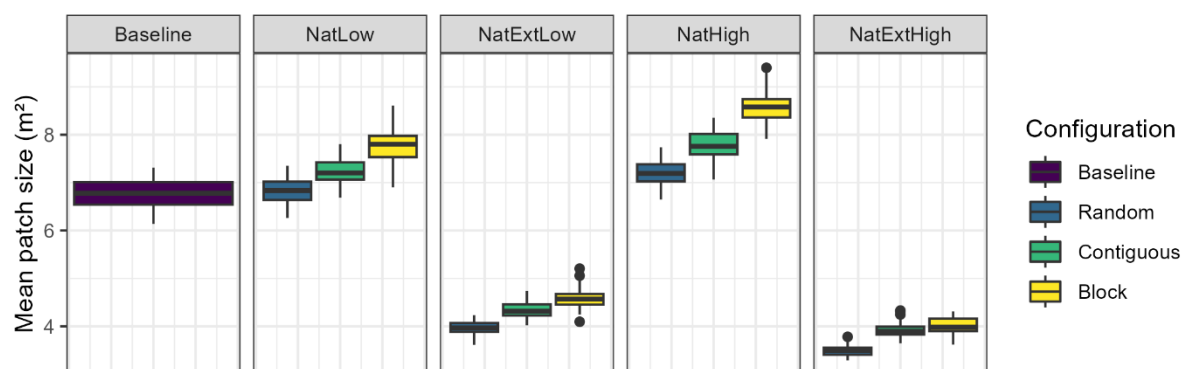 Baseline
NatLow
NatExtLow
NatHigh
NatExtHigh
Mean patch size (m²)
8
6
4
Configuration
Baseline
Random
Contiguous
Block